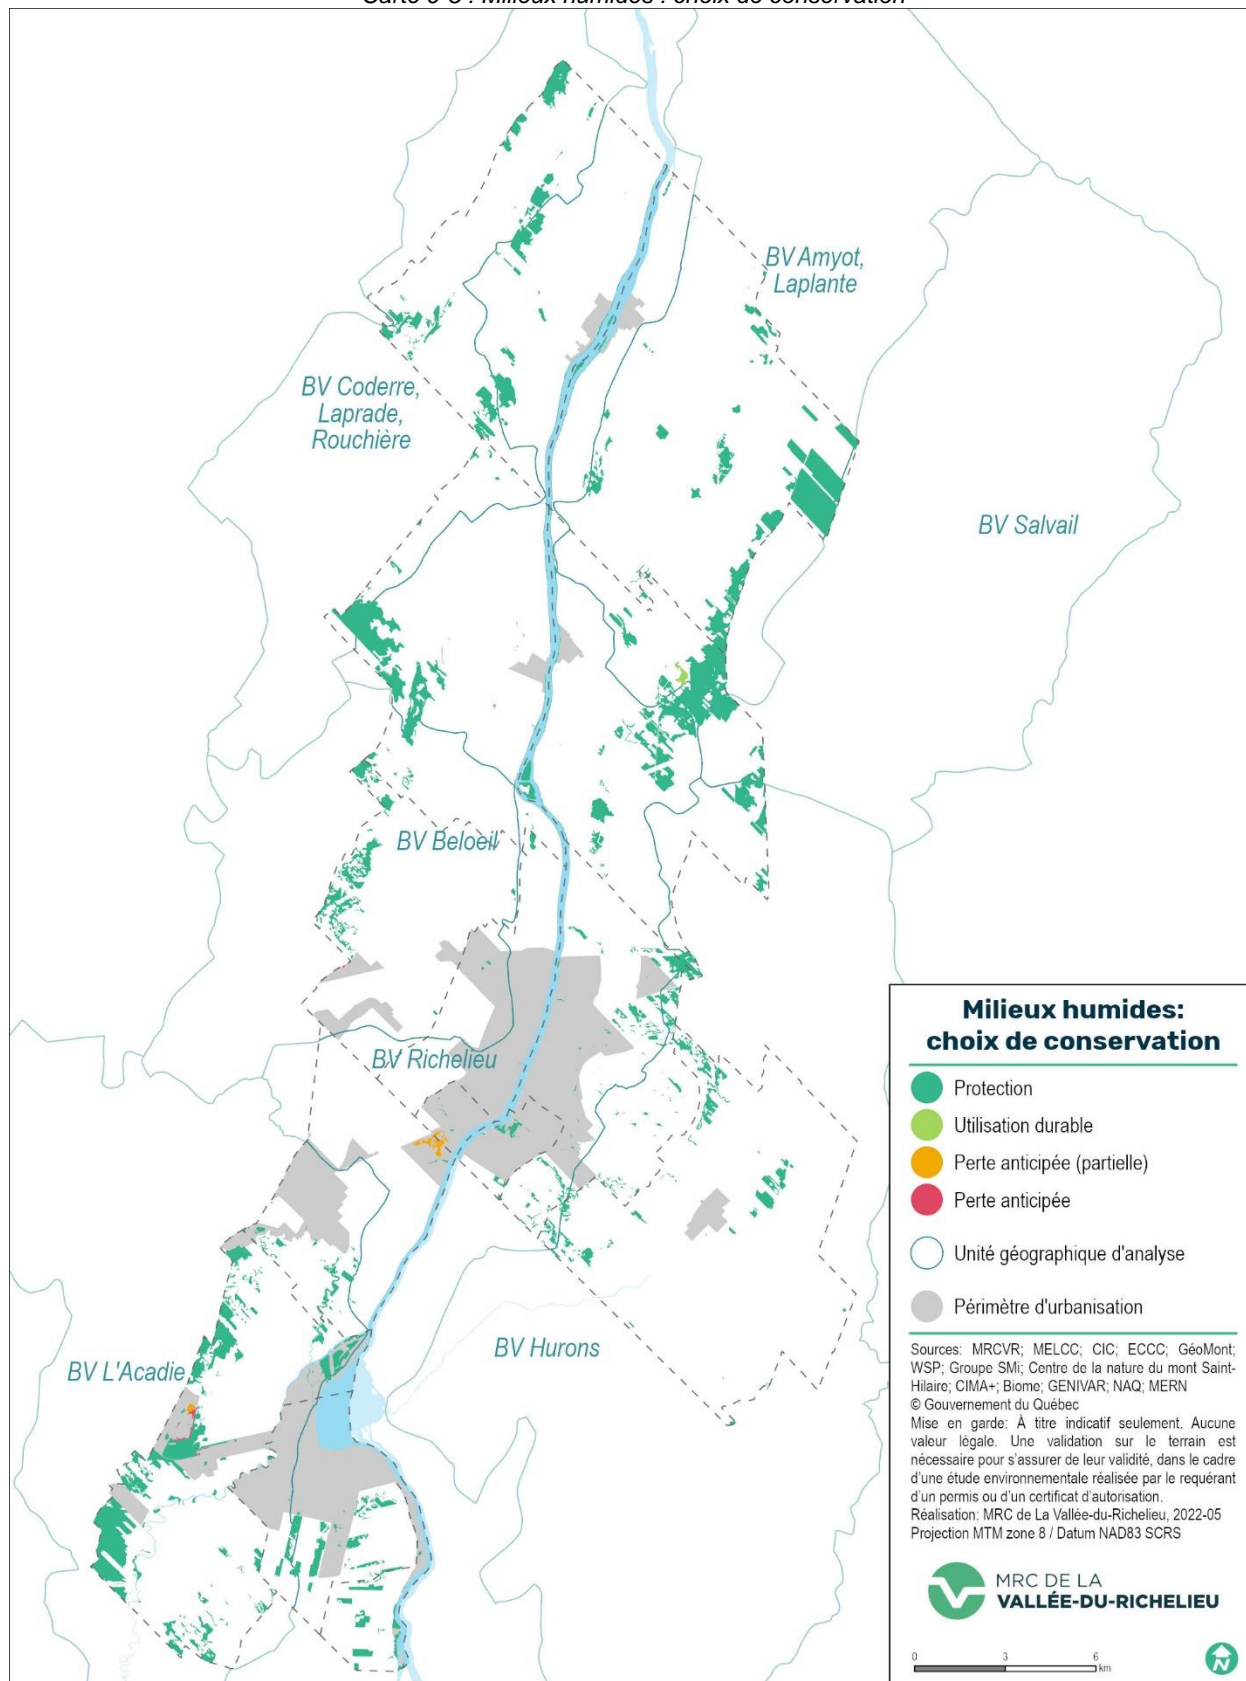 BV Amyot,
Laplante
BV Coderre,
Laprade,
Rouchière
BV Salvail
BV Beloeil
BV Richelieu
BV Hurons
BV L'Acadie
Milieux humides:
choix de conservation
Protection
Utilisation durable
Perte anticipée (partielle)
Perte anticipée
Unité géographique d'analyse
Périmètre d'urbanisation
Sources: MRCVR; MELCC; CIC; ECCC; GéoMont;
WSP; Groupe SMi; Centre de la nature du mont Saint-
Hilaire; CIMA+; Biome; GENIVAR; NAQ; MERN
© Gouvernement du Québec
Mise en garde: À titre indicatif seulement. Aucune
valeur légale. Une validation sur le terrain est
nécessaire pour s'assurer de leur validité, dans le cadre
d'une étude environnementale réalisée par le requérant
d'un permis ou d'un certificat d'autorisation.
Réalisation: MRC de La Vallée-du-Richelieu, 2022-05
Projection MTM zone 8 / Datum NAD83 SCRS
MRC DE LA
VALLÉE-DU-RICHELIEU
0 3 6
km
N